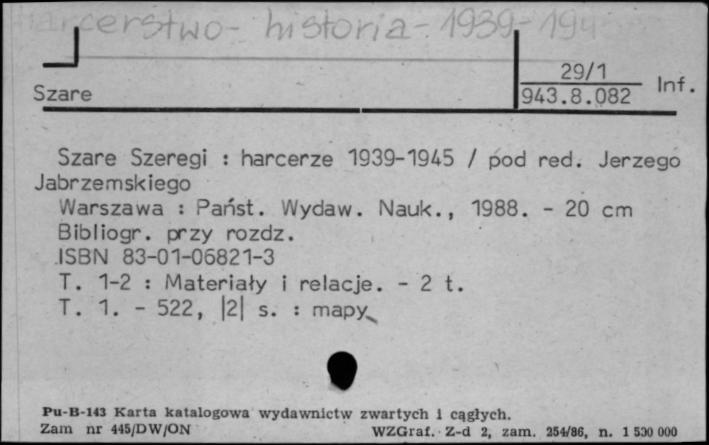 harcerstwo - historia - 1939-1945
29/1
Szare
943.8.082 Inf.
Szare Szeregi : harcerze 1939-1945 / pod red. Jerzego
Jabrzemskiego
Warszawa : Państ. Wydaw. Nauk., 1988. - 20 cm
Bibliogr. przy rozdz.
ISBN 83-01-06821-3
T. 1-2 : Materiały i relacje. - 2 t.
T. 1. - 522, |2| s. : mapy
Pu-B-143 Karta katalogowa wydawnictw zwartych i cągłych.
Zam nr 445/DW/ON WZGraf. Z-d 2, zam. 254/86, n. 1 530 000